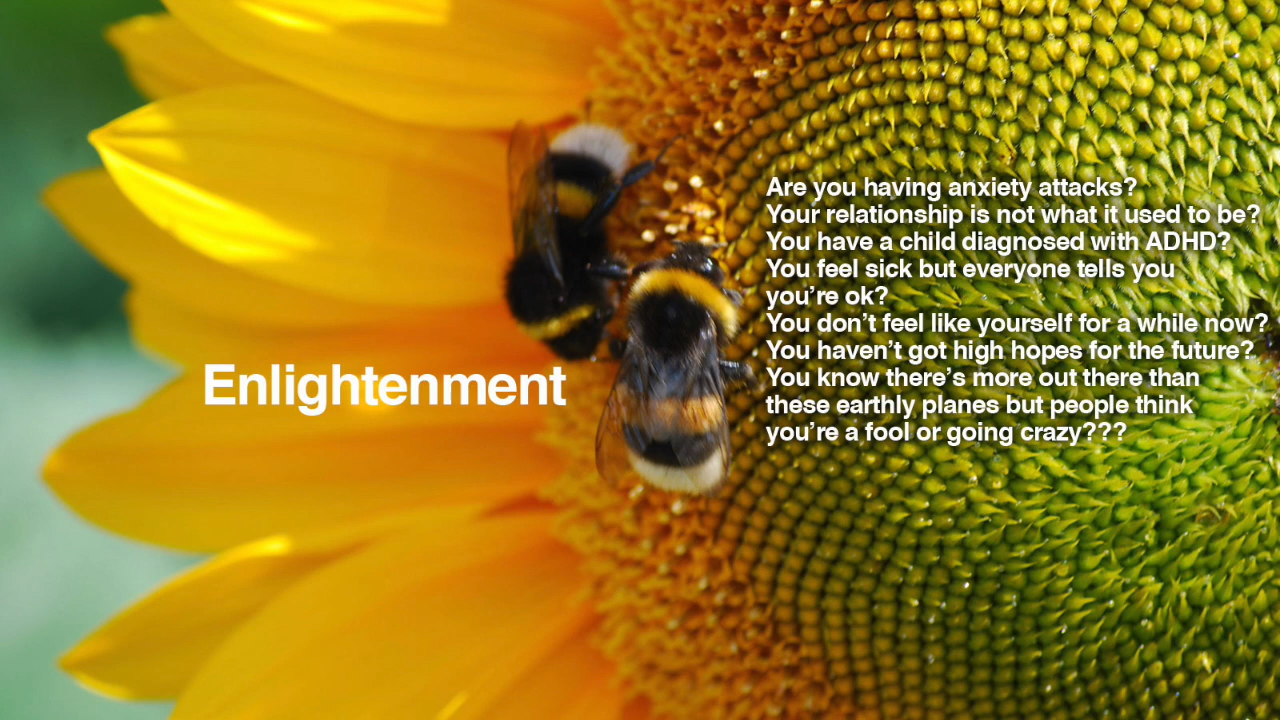 Enlightenment
Are you having anxiety attacks?
Your relationship is not what it used to be?
You have a child diagnosed with ADHD?
You feel sick but everyone tells you
you’re ok?
You don’t feel like yourself for a while now?
You haven’t got high hopes for the future?
You know there’s more out there than
these earthly planes but people think
you’re a fool or going crazy???